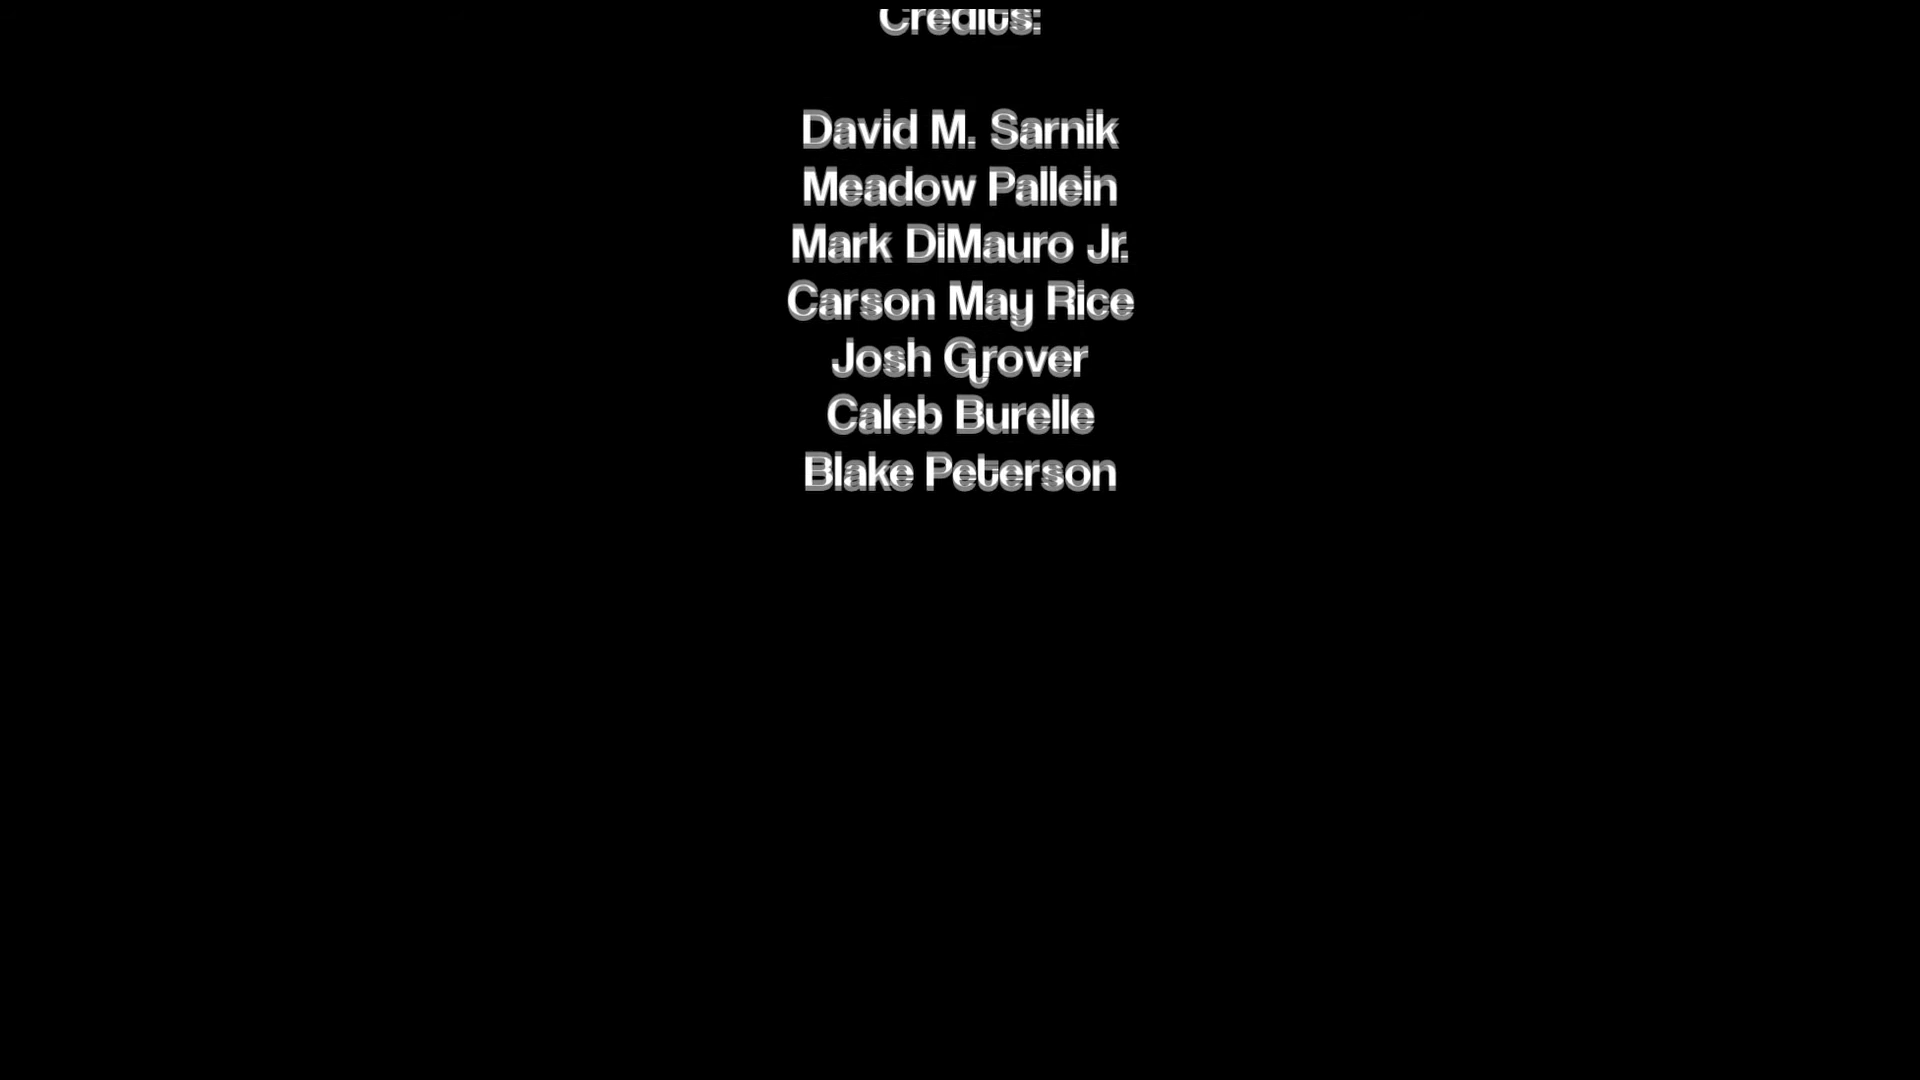 Credits:
David M. Sarnik
Meadow Pallein
Mark DiMauro Jr.
Carson May Rice
Josh Grover
Caleb Burelle
Blake Peterson